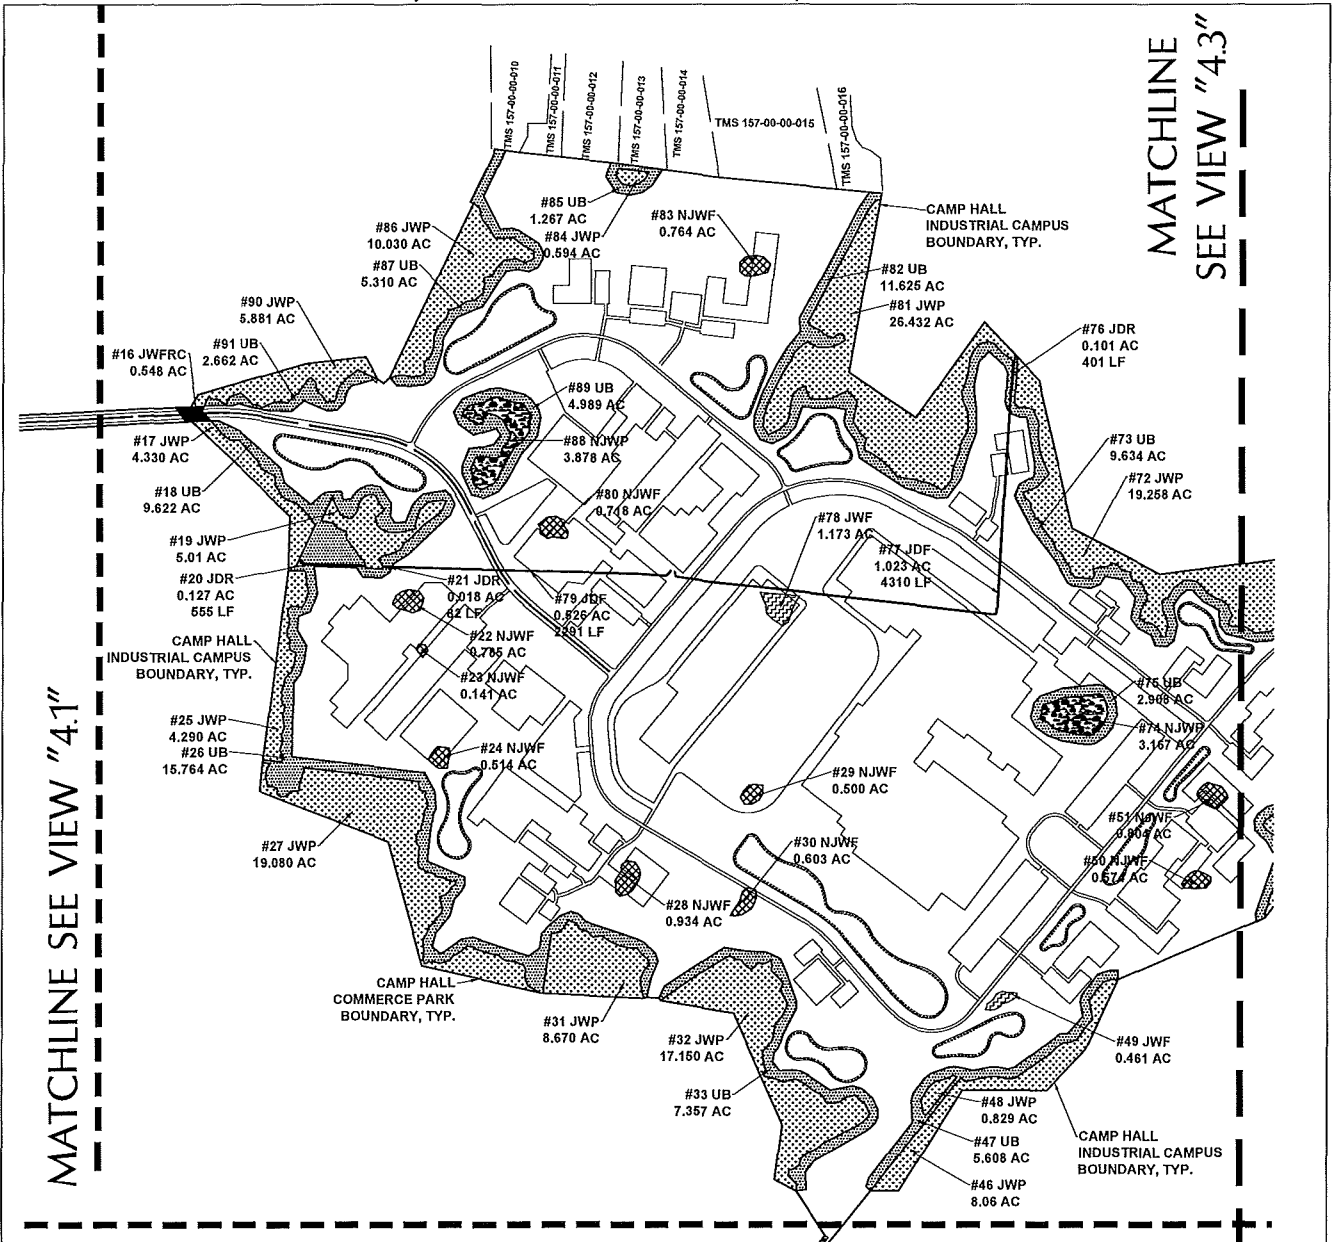 MATCHLINE
SEE VIEW "4.3"
TMS 157-00-00-010
TMS 157-00-00-011
TMS 157-00-00-012
TMS 157-00-00-013
TMS 157-00-00-014
TMS 157-00-00-015
TMS 157-00-00-016
#85 UB
1.267 AC
#84 JWP
0.594 AC
#83 NJWF
0.764 AC
CAMP HALL
INDUSTRIAL CAMPUS
BOUNDARY, TYP.
#86 JWP
10.030 AC
#87 UB
5.310 AC
#82 UB
11.625 AC
#81 JWP
26.432 AC
#90 JWP
5.881 AC
#91 UB
2.662 AC
#16 JWFRC
0.548 AC
#76 JDR
0.101 AC
401 LF
#89 UB
4.989 AC
#88 NJWP
3.878 AC
#17 JWP
4.330 AC
#18 UB
9.622 AC
#73 UB
9.634 AC
#72 JWP
19.258 AC
#80 NJWF
0.718 AC
#78 JWF
1.173 AC
#77 JDF
1.023 AC
4310 LF
#19 JWP
5.01 AC
#20 JDR
0.127 AC
555 LF
#21 JDR
0.018 AC
82 LF
#79 JDF
0.526 AC
2291 LF
#22 NJWF
0.785 AC
#23 NJWF
0.141 AC
CAMP HALL
INDUSTRIAL CAMPUS
BOUNDARY, TYP.
#75 UB
2.908 AC
#74 NJWP
3.167 AC
#25 JWP
4.290 AC
#26 UB
15.764 AC
#24 NJWF
0.514 AC
#29 NJWF
0.500 AC
#51 NJWF
0.804 AC
#50 NJWF
0.574 AC
#27 JWP
19.080 AC
#30 NJWF
0.603 AC
#28 NJWF
0.934 AC
MATCHLINE SEE VIEW "4.1"
CAMP HALL
COMMERCE PARK
BOUNDARY, TYP.
#31 JWP
8.670 AC
#32 JWP
17.150 AC
#33 UB
7.357 AC
#49 JWF
0.461 AC
#48 JWP
0.829 AC
#47 UB
5.608 AC
#46 JWP
8.06 AC
CAMP HALL
INDUSTRIAL CAMPUS
BOUNDARY, TYP.